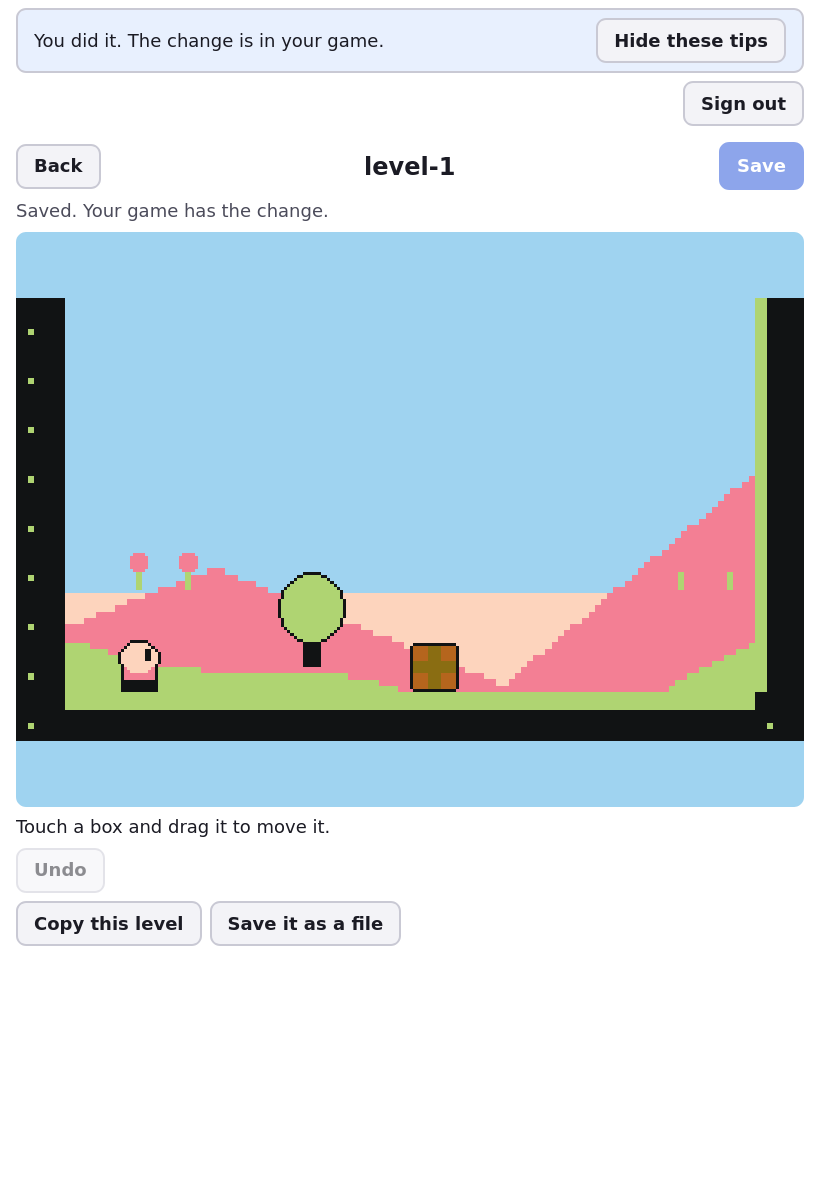 You did it. The change is in your game.
Hide these tips
Sign out
Back
level-1
Save
Saved. Your game has the change.
Touch a box and drag it to move it.
Undo
Copy this level
Save it as a file